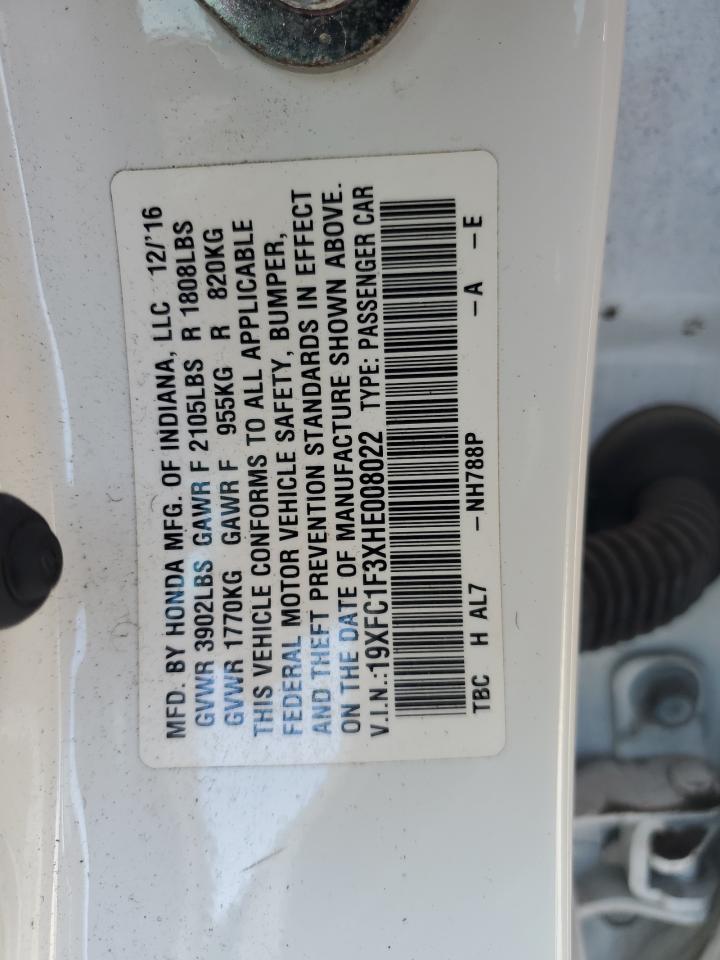 MFD. BY HONDA MFG. OF INDIANA, LLC 12/'16
GVWR 3902LBS GAWR F 2105LBS R 1808LBS
GVWR 1770KG GAWR F 955KG R 820KG
THIS VEHICLE CONFORMS TO ALL APPLICABLE
FEDERAL MOTOR VEHICLE SAFETY, BUMPER,
AND THEFT PREVENTION STANDARDS IN EFFECT
ON THE DATE OF MANUFACTURE SHOWN ABOVE.
V.I.N.:19XFC1F3XHE008022 TYPE: PASSENGER CAR
TBC H AL7 -NH788P -A -E